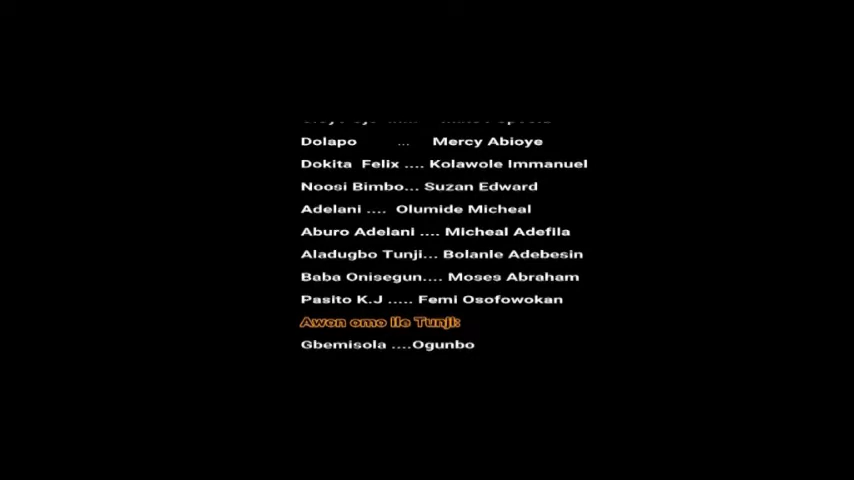 Dolapo ... Mercy Abioye
Dokita Felix .... Kolawole Immanuel
Noosi Bimbo... Suzan Edward
Adelani .... Olumide Micheal
Aburo Adelani .... Micheal Adefila
Aladugbo Tunji... Bolanle Adebesin
Baba Onisegun.... Moses Abraham
Pasito K.J ..... Femi Osofowokan
Awon omo ile Tunji:
Gbemisola ....Ogunbo